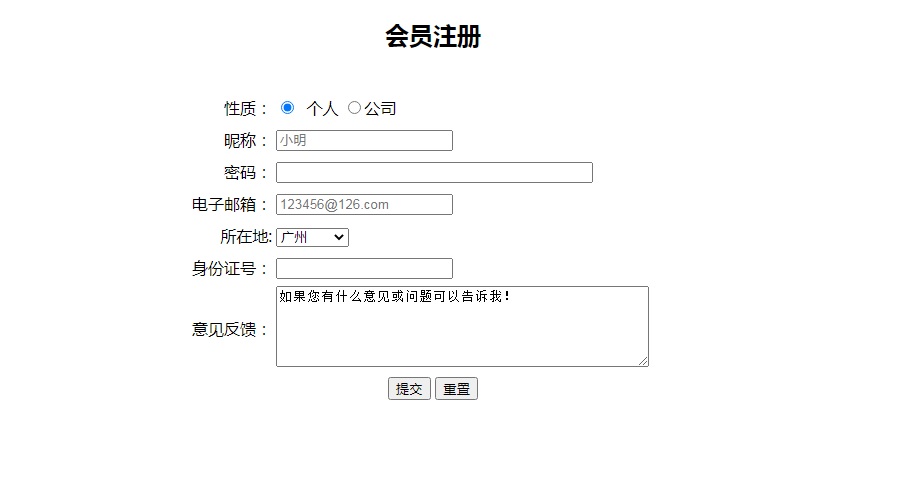 会员注册
性质： 个人 公司
昵称： 小明
密码：
电子邮箱： 123456@126.com
所在地: 广州
身份证号：
如果您有什么意见或问题可以告诉我!
意见反馈：
提交 重置